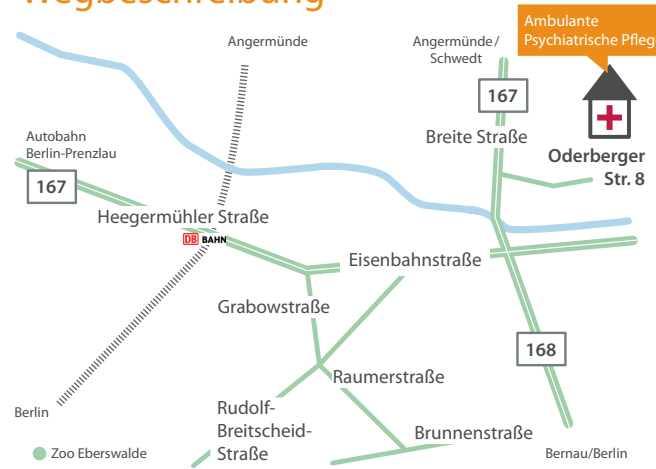 Wegbeschreibung
Ambulante
Psychiatrische Pfleg
Angermünde
Angermünde/
Schwedt
167
Breite Straße
Autobahn
Berlin-Prenzlau
167
Oderberger
Str. 8
Heegermühler Straße
DB BAHN
Eisenbahnstraße
Grabowstraße
168
Raumerstraße
Berlin
Rudolf-
Breitscheid-
Straße
Brunnenstraße
Zoo Eberswalde
Bernau/Berlin